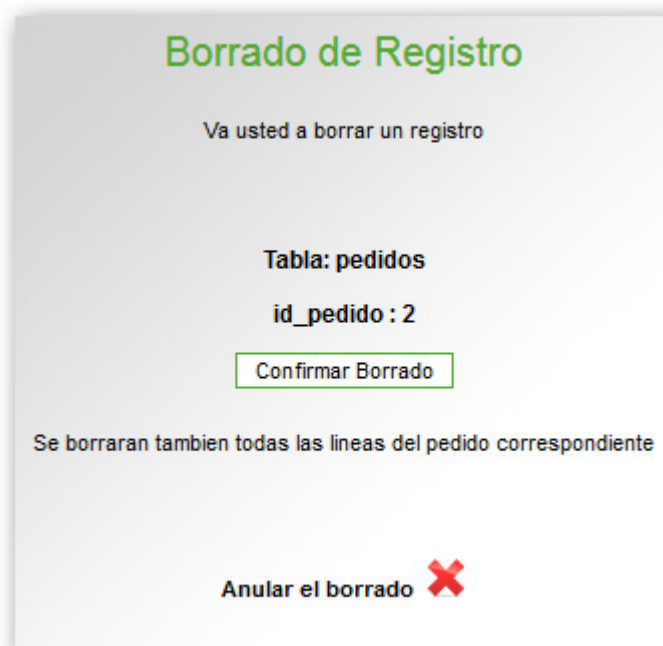 Borrado de Registro
Va usted a borrar un registro
Tabla: pedidos
id_pedido : 2
Confirmar Borrado
Se borraran tambien todas las lineas del pedido correspondiente
Anular el borrado